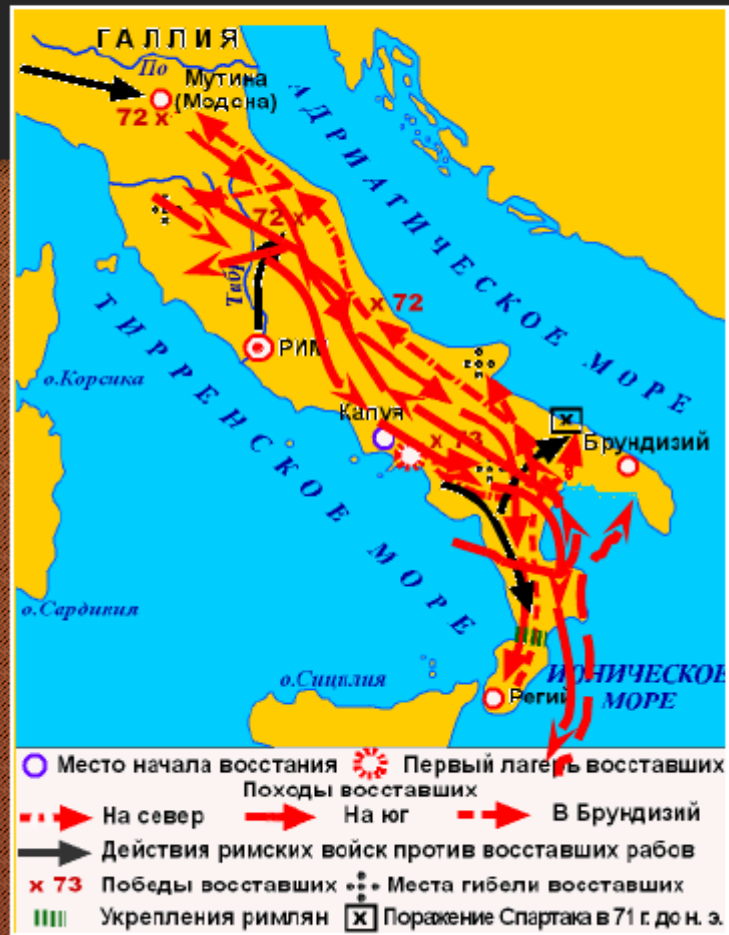 ГАЛЛИЯ
По
Мутина
(Модена)
72 x
АДРИАТИЧЕСКОЕ МОРЕ
72 x
Тибр
x 72
РИМ
о.Корсика
ТИРРЕНСКОЕ МОРЕ
Капуя
x 73
x
Брундизий
о.Сардиния
о.Сицилия
ИОНИЧЕСКОЕ
МОРЕ
Регий
Место начала восстания Первый лагерь восставших
Походы восставших
На север На юг В Брундизий
Действия римских войск против восставших рабов
x 73 Победы восставших Места гибели восставших
Укрепления римлян x Поражение Спартака в 71 г. до н. э.